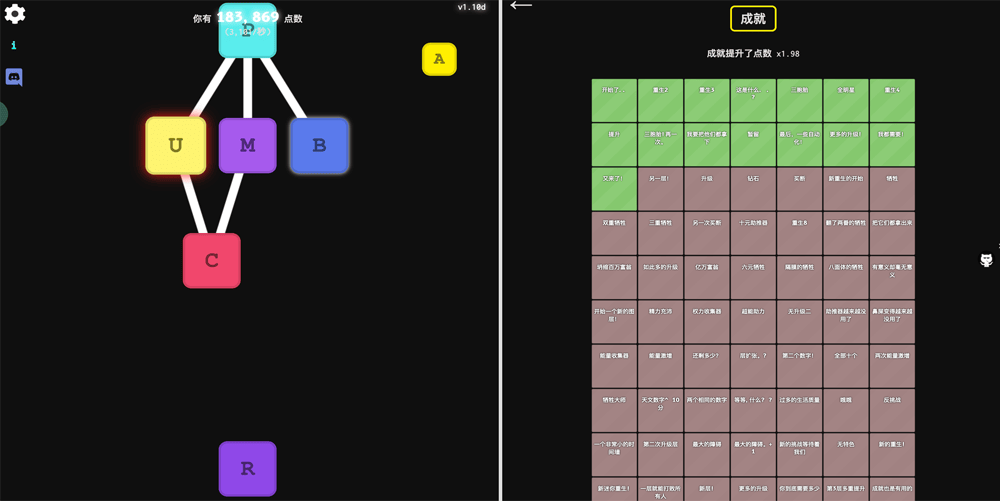 v1.10d
你有 183,869 点数
i
A
U
M
B
C
R
成就
成就提升了点数 x1.98
开始了..
重生2
重生3
这是什么..?
三胞胎
全明星
重生4
提升
三胞胎!再一次.
我要把他们都拿下
智能
最后, 一些自动化!
更多的升级!
我都需要!
又来了!
另一层!
升级
钻石
买断
新重生的开始
牺牲
双重牺牲
三重牺牲
另一次买断
十元助推器
重生8
翻了两番的牺牲
把它们都拿出来
如此多的升级
亿万富翁
六元牺牲
隔膜的牺牲
八面体的牺牲
有意义却毫无意义
开始一个新的图层!
精力充沛
权力收集器
超能助力
无升级二
助推器越来越没用了
鼻屎变得越来越没用了
能量收集器
能量激增
还剩多少?
层扩张, ?
第二个数字!
全部十个
两次能量激增
牺牲大师
天文数字^ 10分
两个相同的数字
等等,什么? ?
过多的生活质量
哦哦
反挑战
一个非常小的时间墙
第二次升级层
最大的障碍
最大的障碍, +1
新的挑战等待着我们
无特色
新的重生!
新迷你重生!
一层就能打败所有人
新层!
更多的升级
你到底需要多少
第3层多重提升
成就也是有用的